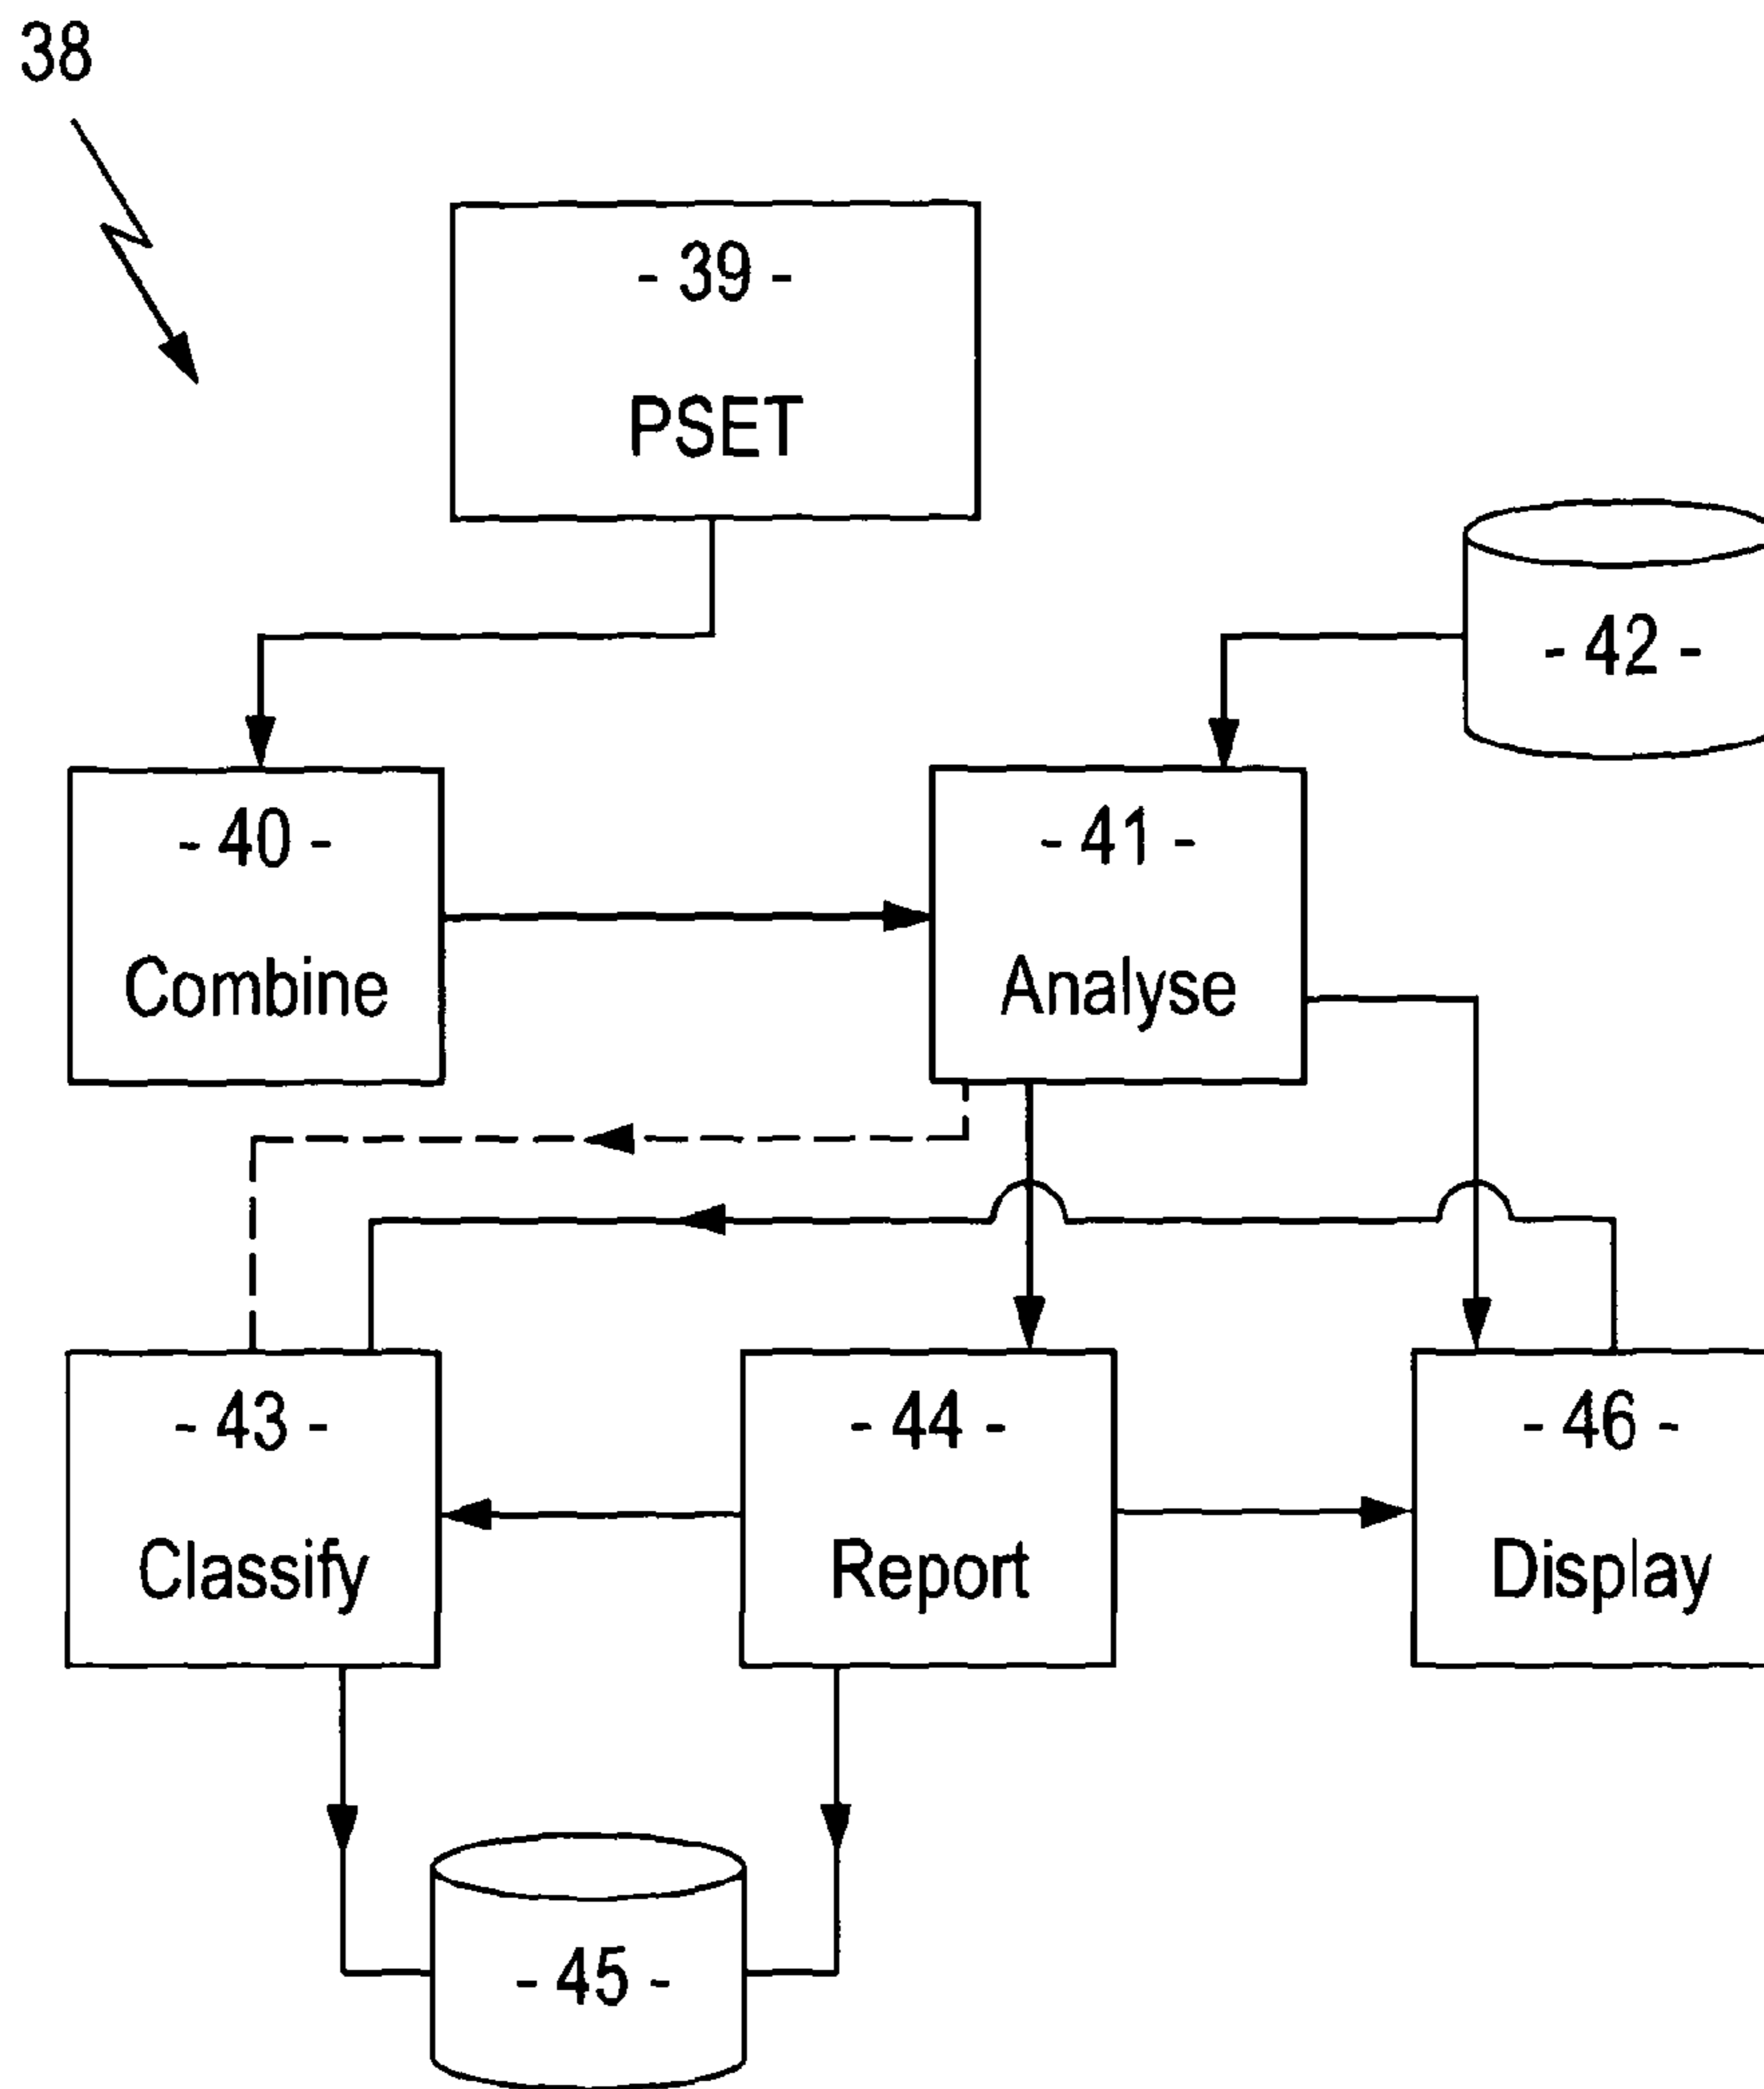 38
- 39 -
PSET
- 42 -
- 40 -
Combine
- 41 -
Analyse
- 43 -
Classify
- 44 -
Report
- 46 -
Display
- 45 -